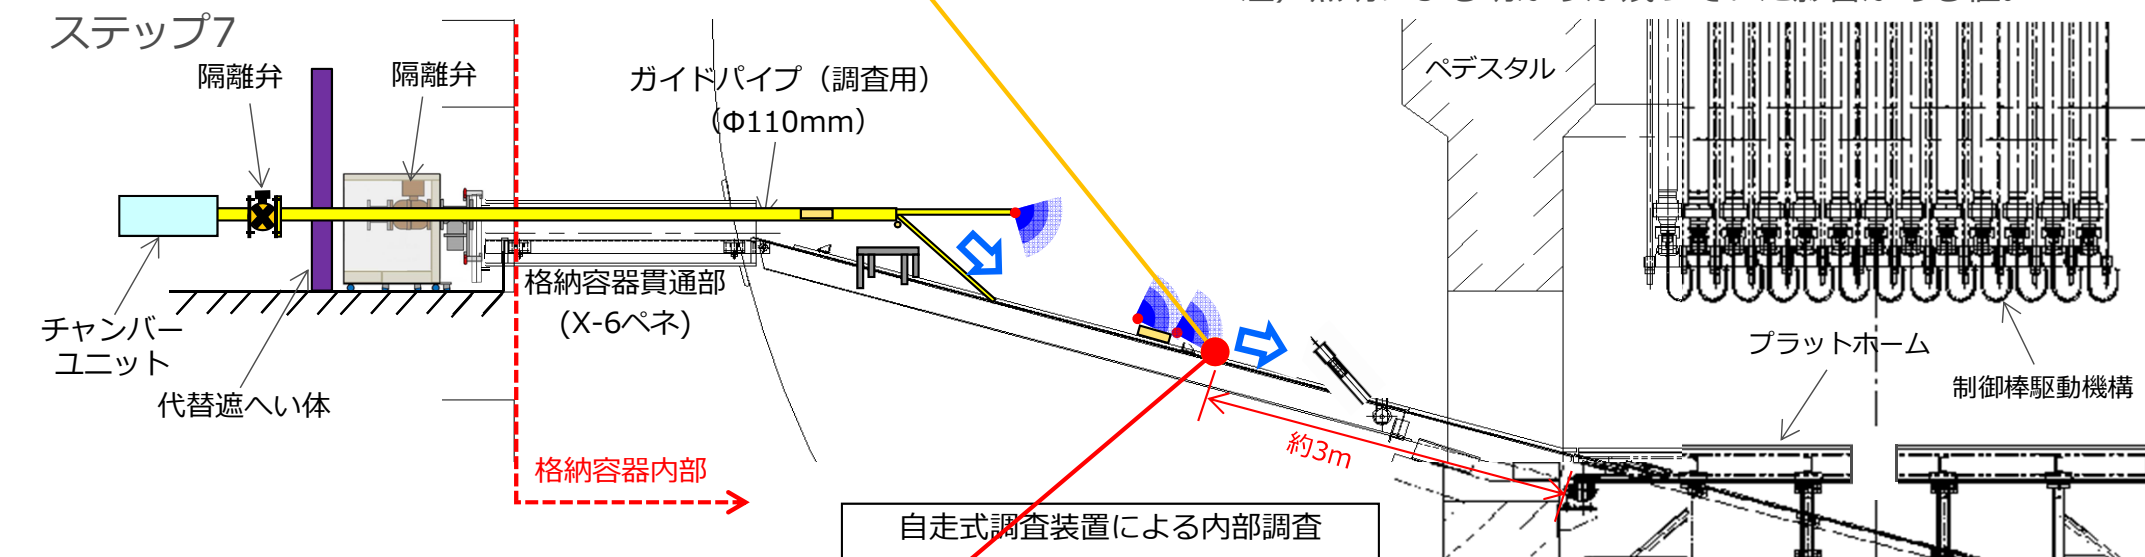 ステップ7
隔離弁
隔離弁
ガイドパイプ（調査用）
（Φ110mm）
ペデスタル
格納容器貫通部
(X-6ペネ)
チャンバー
ユニット
代替遮へい体
プラットホーム
制御棒駆動機構
約3m
格納容器内部
自走式調査装置による内部調査